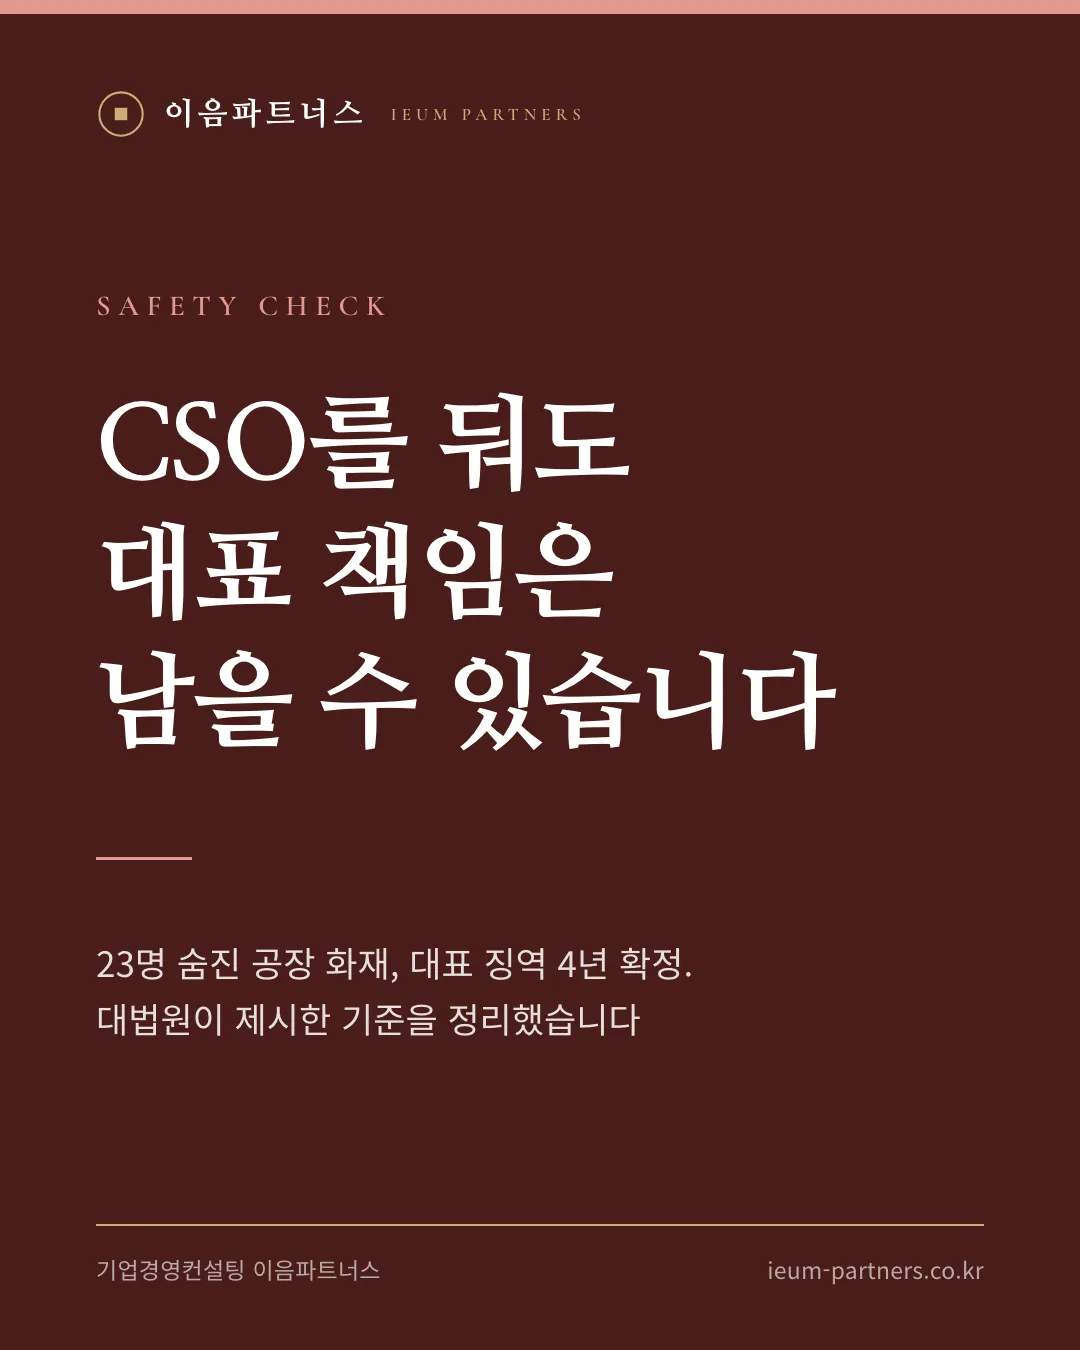 이음파트너스 IEUM PARTNERS
SAFETY CHECK
CSO를 둬도
대표 책임은
남을 수 있습니다
23명 숨진 공장 화재, 대표 징역 4년 확정.
대법원이 제시한 기준을 정리했습니다
기업경영컨설팅 이음파트너스
ieum-partners.co.kr